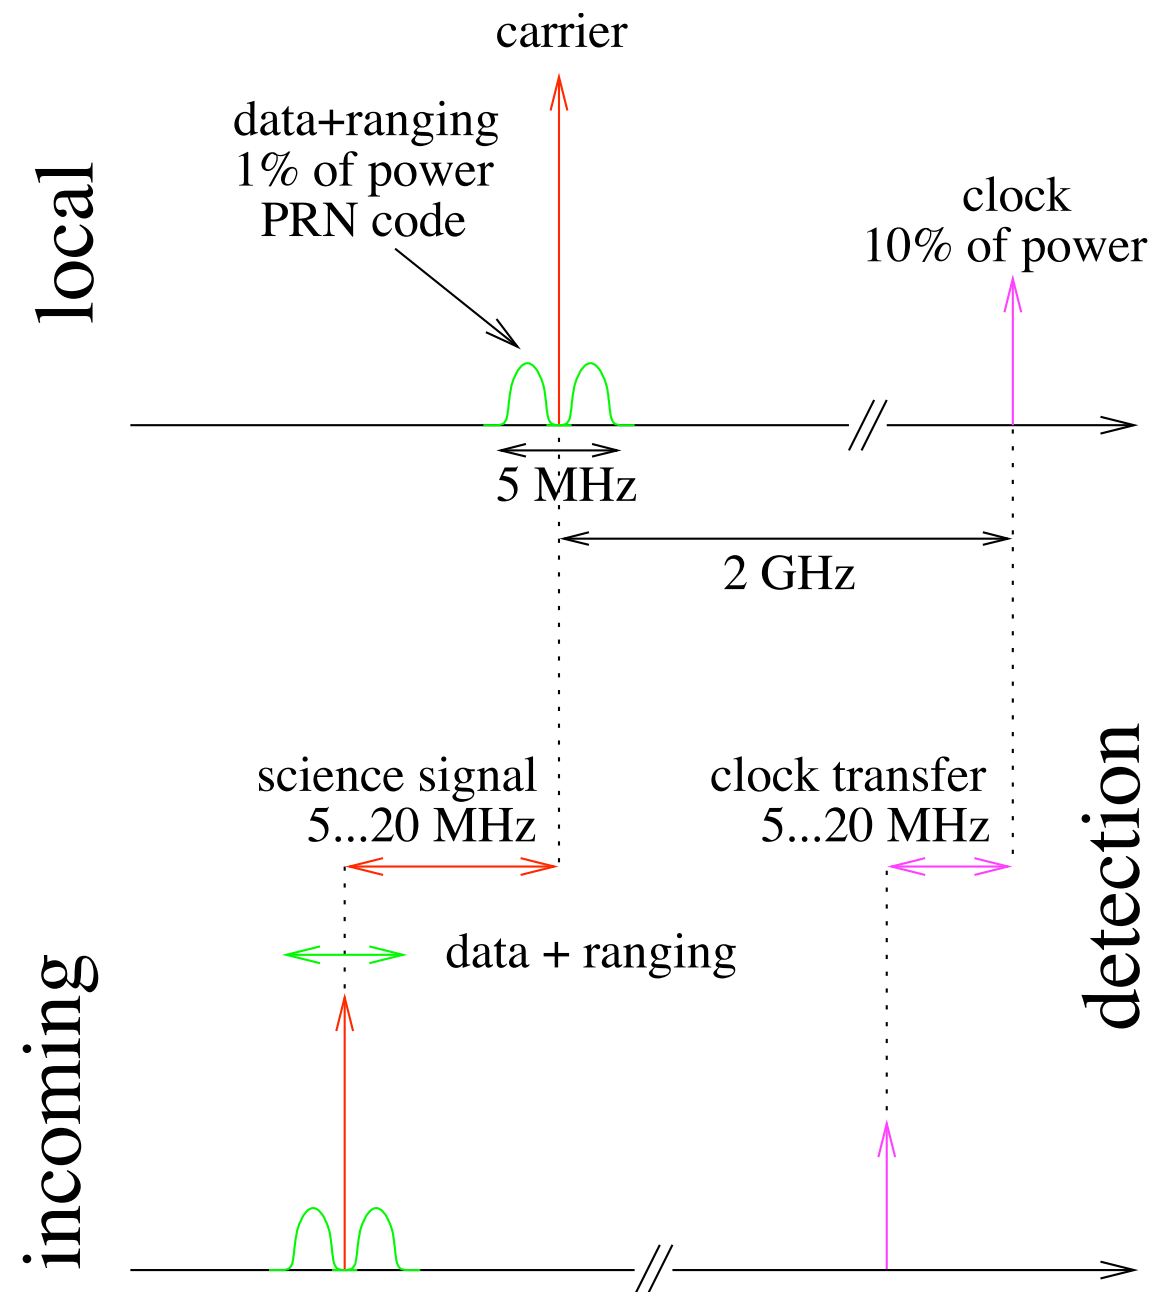 carrier
data+ranging
1% of power
PRN code
local
clock
10% of power
5 MHz
2 GHz
science signal
5...20 MHz
clock transfer
5...20 MHz
detection
data + ranging
incoming